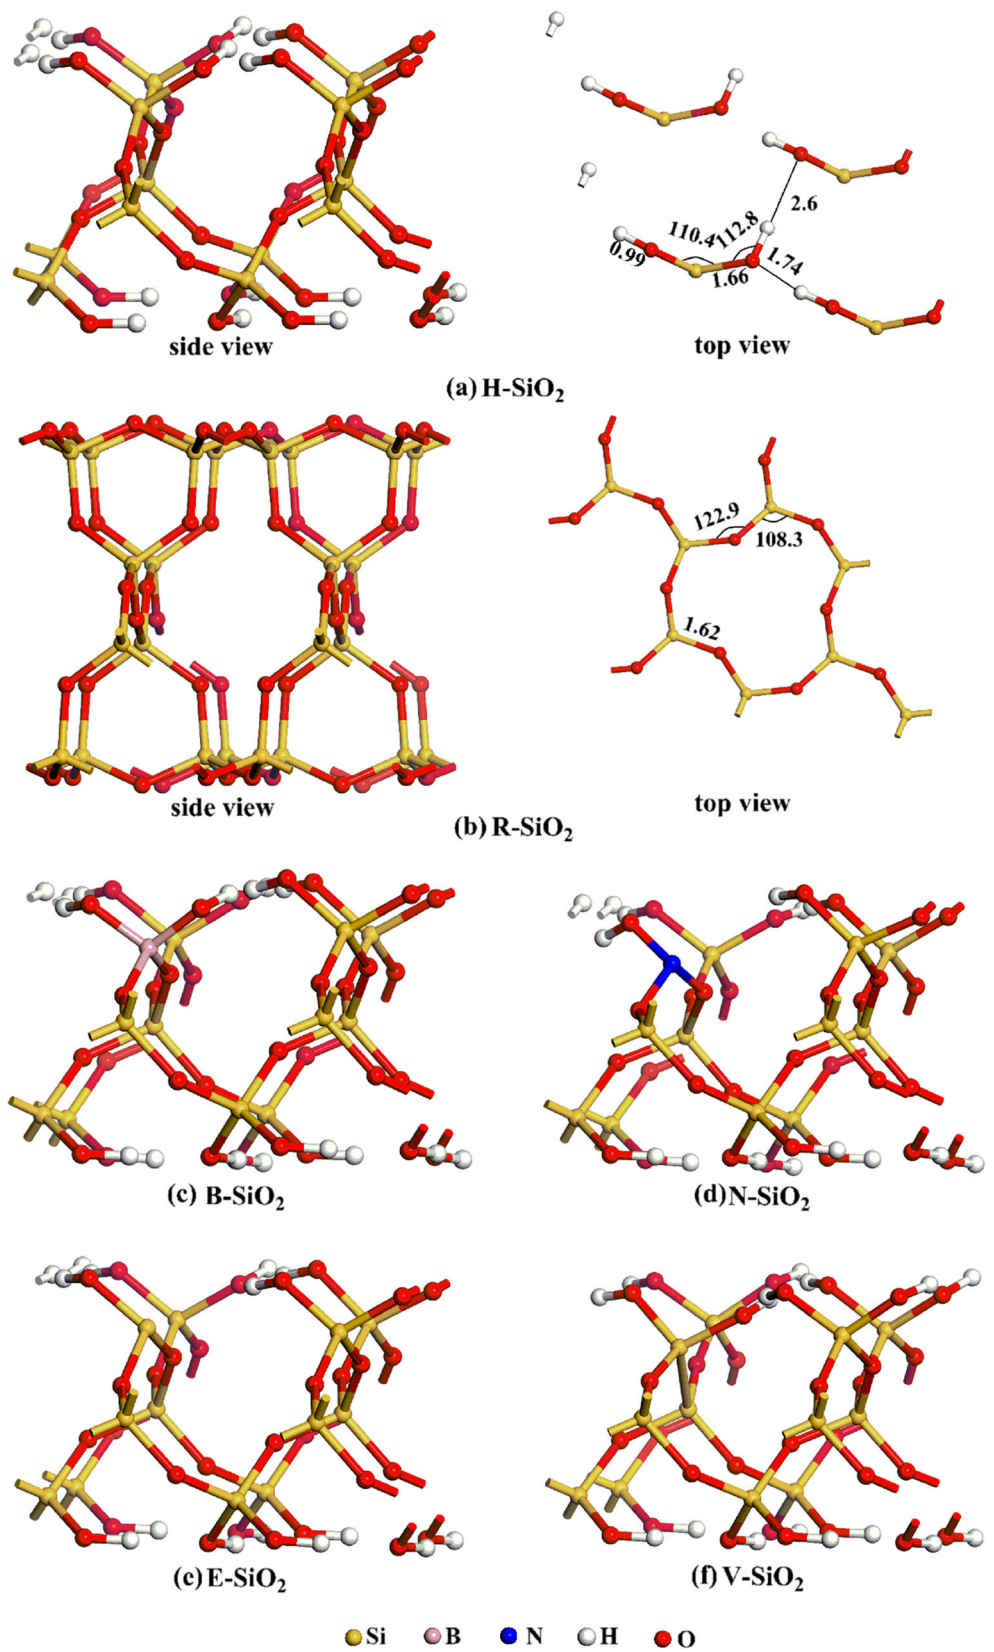 2.6
110.4
112.8
0.99
1.66
1.74
side view
top view
(a) H-SiO₂
122.9
108.3
1.62
side view
top view
(b) R-SiO₂
(c) B-SiO₂
(d) N-SiO₂
(e) E-SiO₂
(f) V-SiO₂
Si B N H O